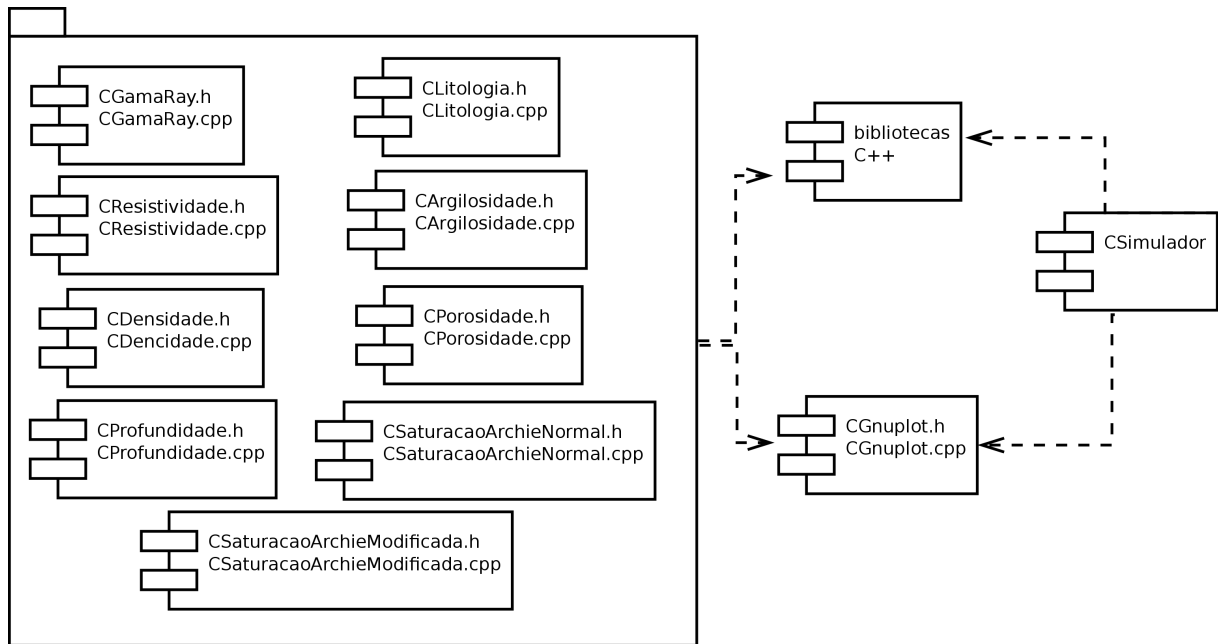 CGamaRay.h
CGamaRay.cpp
CLitologia.h
CLitologia.cpp
CResistividade.h
CResistividade.cpp
CArgilosidade.h
CArgilosidade.cpp
CDensidade.h
CDencidade.cpp
CPorosidade.h
CPorosidade.cpp
CProfundidade.h
CProfundidade.cpp
CSaturacaoArchieNormal.h
CSaturacaoArchieNormal.cpp
CSaturacaoArchieModificada.h
CSaturacaoArchieModificada.cpp
bibliotecas
C++
CSimulador
CGnuplot.h
CGnuplot.cpp